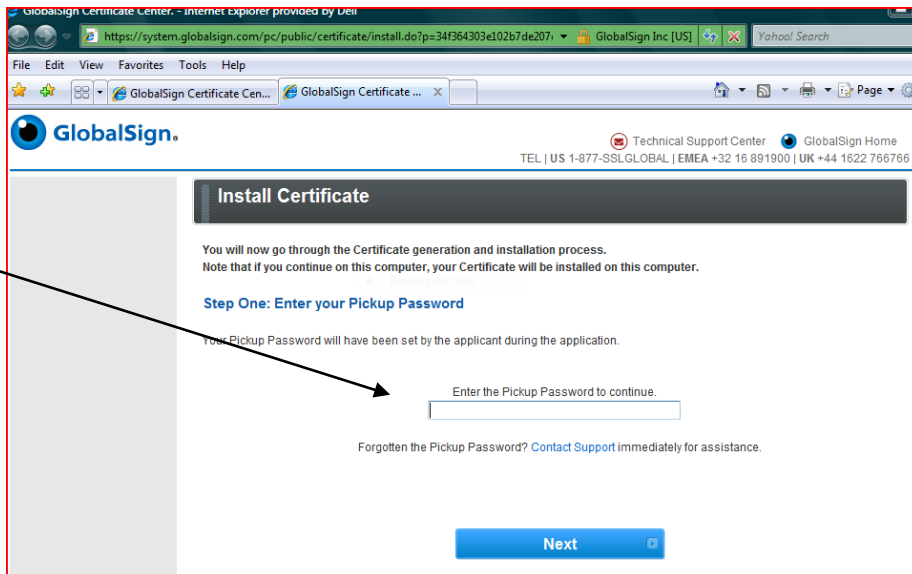 GlobalSign Certificate Center. - Internet Explorer provided by Dell
https://system.globalsign.com/pc/public/certificate/install.do?p=34f364303e102b7de207 GlobalSign Inc [US] Yahoo! Search
File Edit View Favorites Tools Help
GlobalSign Certificate Cen... GlobalSign Certificate ... X Page
GlobalSign.
Technical Support Center GlobalSign Home
TEL | US 1-877-SSLGLOBAL | EMEA +32 16 891900 | UK +44 1622 766766
Install Certificate
You will now go through the Certificate generation and installation process.
Note that if you continue on this computer, your Certificate will be installed on this computer.
Step One: Enter your Pickup Password
Your Pickup Password will have been set by the applicant during the application.
Enter the Pickup Password to continue.
Forgotten the Pickup Password? Contact Support immediately for assistance.
Next